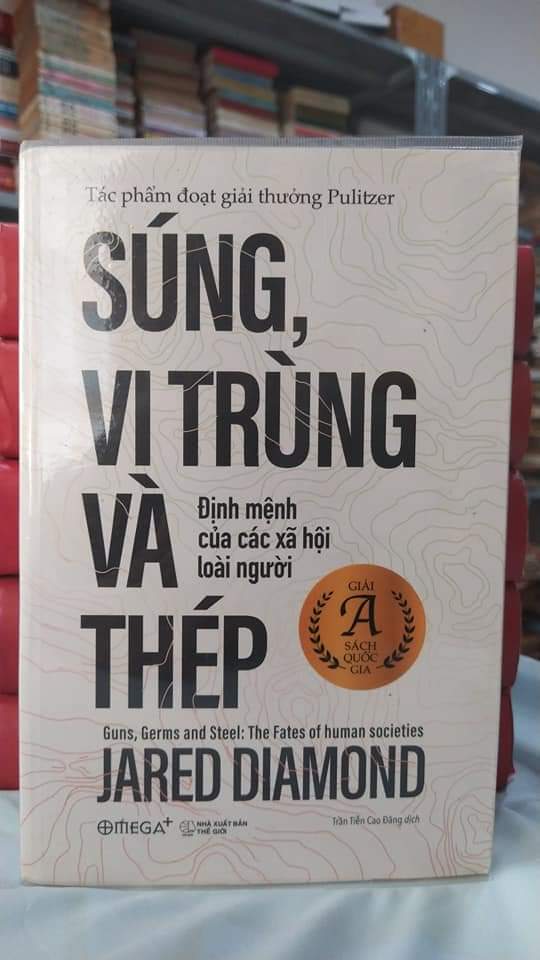 Tác phẩm đoạt giải thưởng Pulitzer
SÚNG,
VI TRÙNG
VÀ
Định mệnh
của các xã hội
loài người
THÉP
GIẢI
A
SÁCH
QUỐC
GIA
Guns, Germs and Steel: The Fates of human societies
JARED DIAMOND
Trần Tiễn Cao Đăng dịch
OMEGA+
NHÀ XUẤT BẢN
THẾ GIỚI